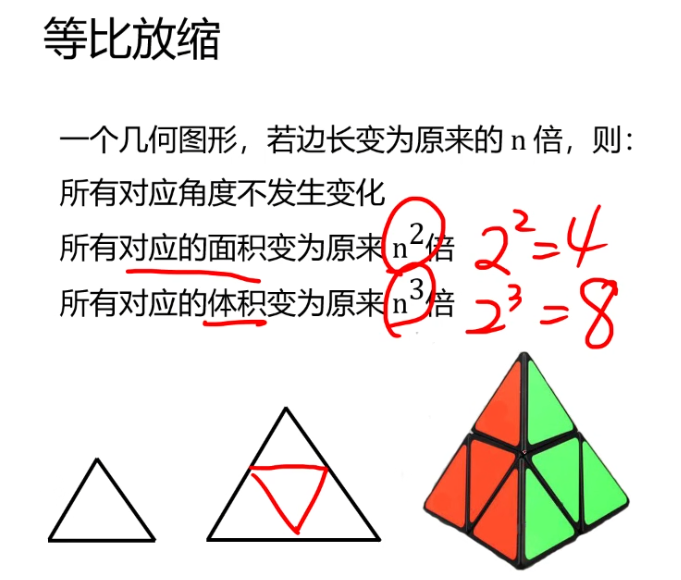 等比放缩
一个几何图形，若边长变为原来的 n 倍，则：
所有对应角度不发生变化
所有对应的面积变为原来 n² 倍 2²=4
所有对应的体积变为原来 n³ 倍 2³=8